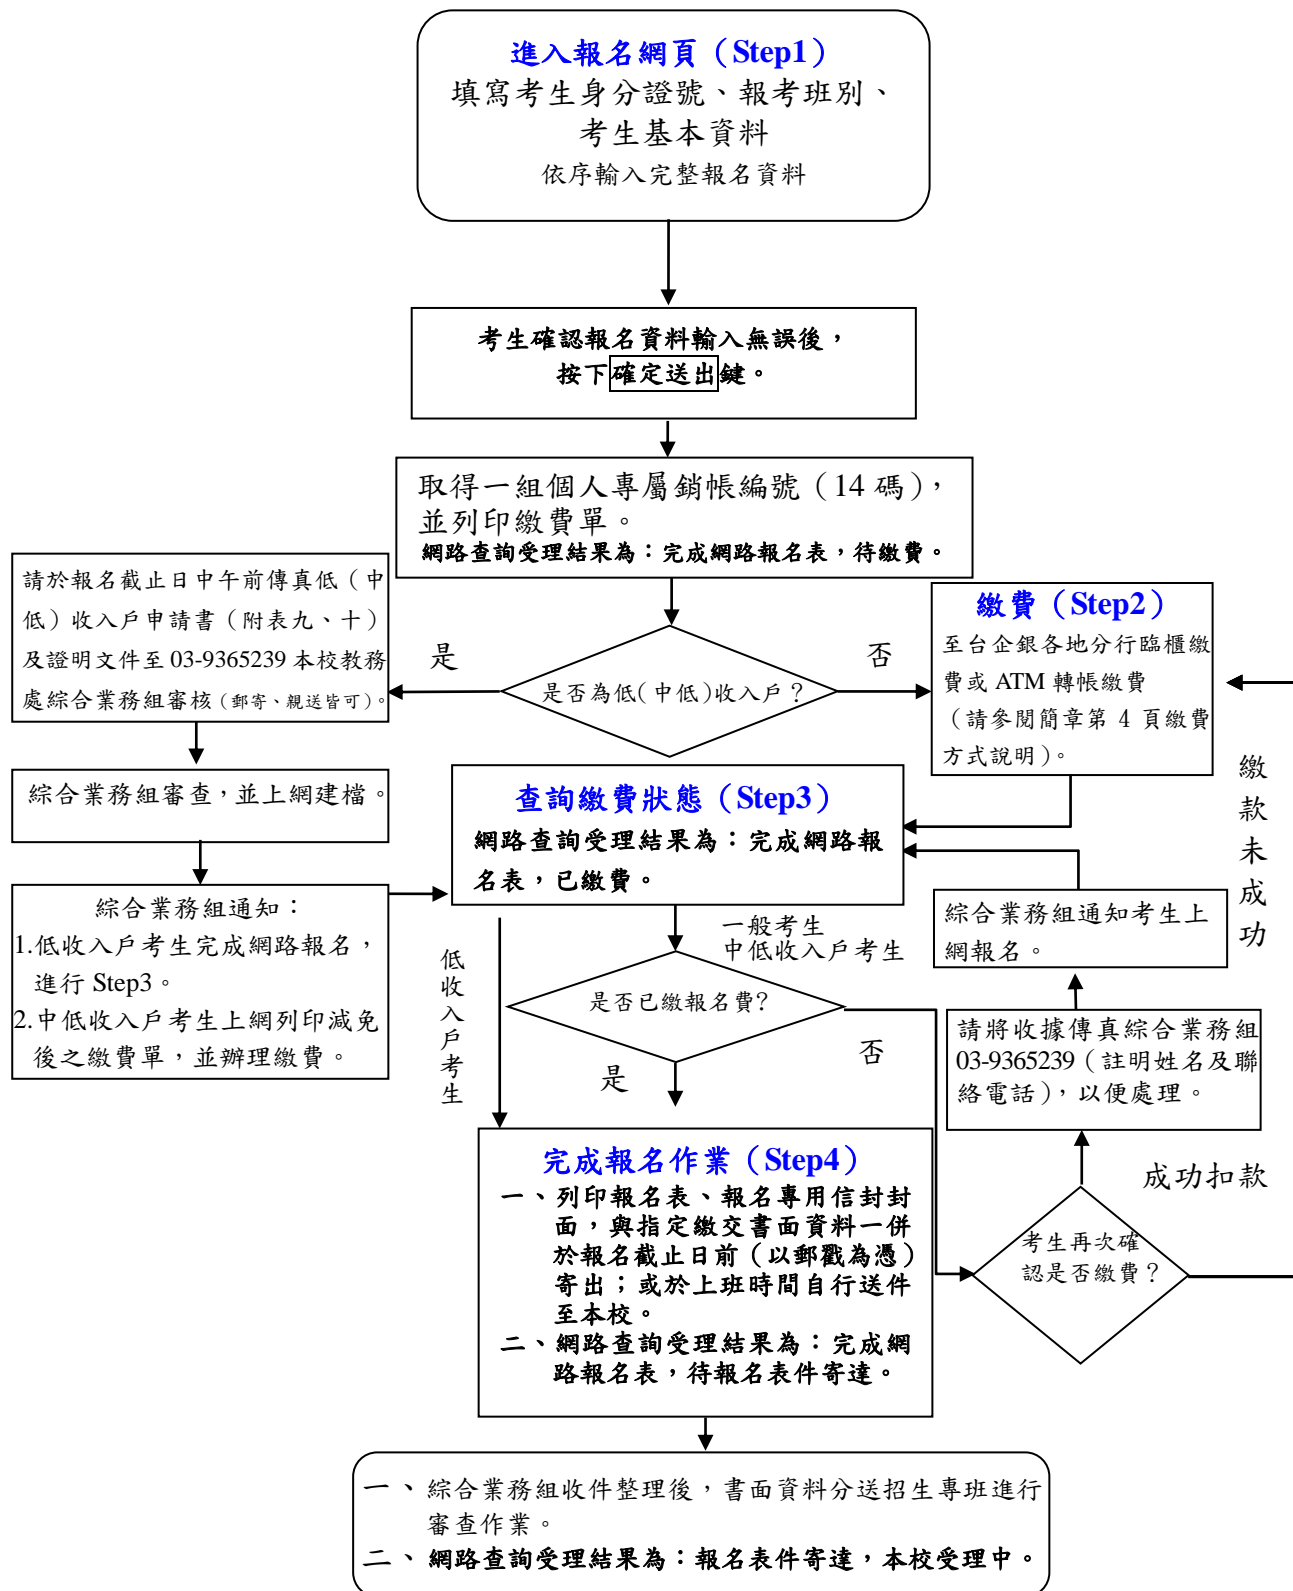 進入報名網頁（Step1）
填寫考生身分證號、報考班別、
考生基本資料
依序輸入完整報名資料
考生確認報名資料輸入無誤後，
按下確定送出鍵。
取得一組個人專屬銷帳編號（14 碼），
並列印繳費單。
網路查詢受理結果為：完成網路報名表，待繳費。
請於報名截止日中午前傳真低（中
低）收入戶申請書（附表九、十）
及證明文件至 03-9365239 本校教務
處綜合業務組審核（郵寄、親送皆可）。
是
是否為低(中低)收入戶？
否
繳費（Step2）
至台企銀各地分行臨櫃繳
費或 ATM 轉帳繳費
（請參閱簡章第 4 頁繳費
方式說明）。
綜合業務組審查，並上網建檔。
查詢繳費狀態（Step3）
網路查詢受理結果為：完成網路報
名表，已繳費。
繳款未成功
綜合業務組通知：
1.低收入戶考生完成網路報名，
進行 Step3。
2.中低收入戶考生上網列印減免
後之繳費單，並辦理繳費。
低收入戶考生
一般考生
中低收入戶考生
綜合業務組通知考生上
網報名。
是否已繳報名費?
是
否
請將收據傳真綜合業務組
03-9365239（註明姓名及聯
絡電話），以便處理。
完成報名作業（Step4）
一、列印報名表、報名專用信封封
面，與指定繳交書面資料一併
於報名截止日前（以郵戳為憑）
寄出；或於上班時間自行送件
至本校。
二、網路查詢受理結果為：完成網
路報名表，待報名表件寄達。
成功扣款
考生再次確
認是否繳費？
一、綜合業務組收件整理後，書面資料分送招生專班進行
審查作業。
二、網路查詢受理結果為：報名表件寄達，本校受理中。